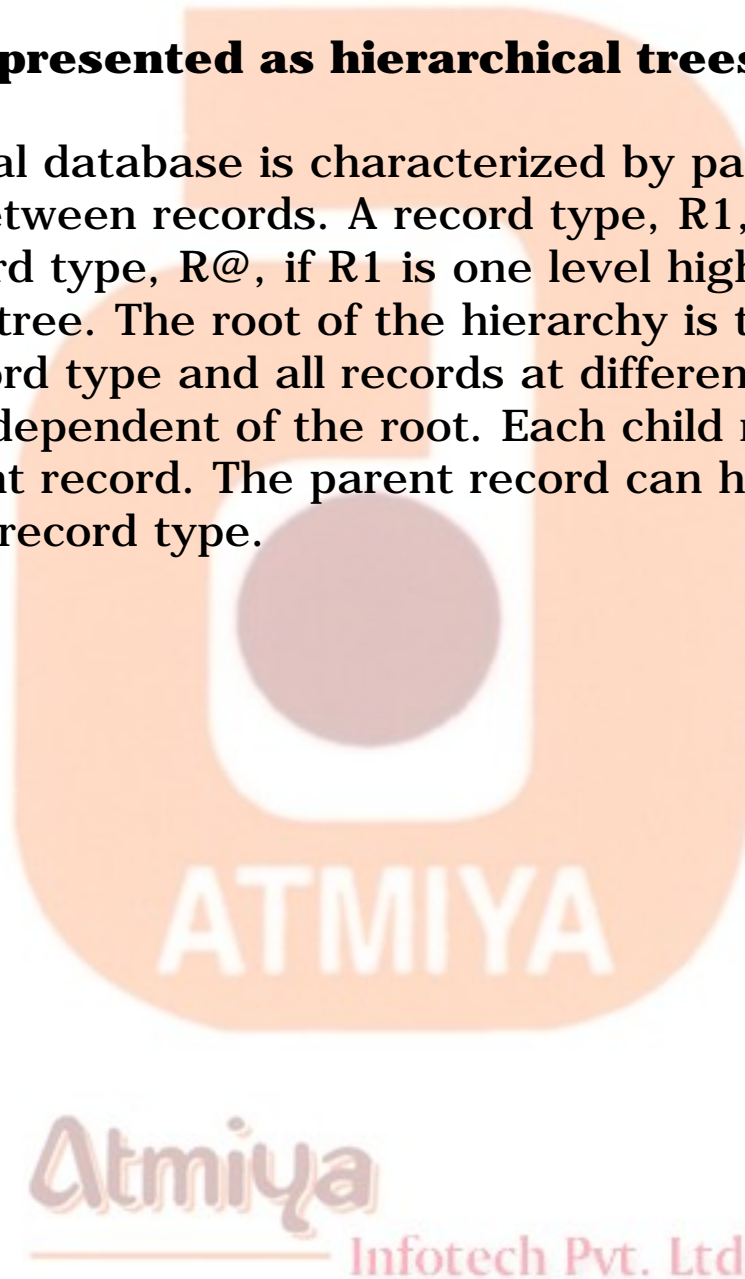 presented as hierarchical trees
al database is characterized by pa
etween records. A record type, R1,
rd type, R@, if R1 is one level high
tree. The root of the hierarchy is t
ord type and all records at differen
dependent of the root. Each child r
nt record. The parent record can h
record type.
ATMIYA
Atmiya
Infotech Pvt. Ltd